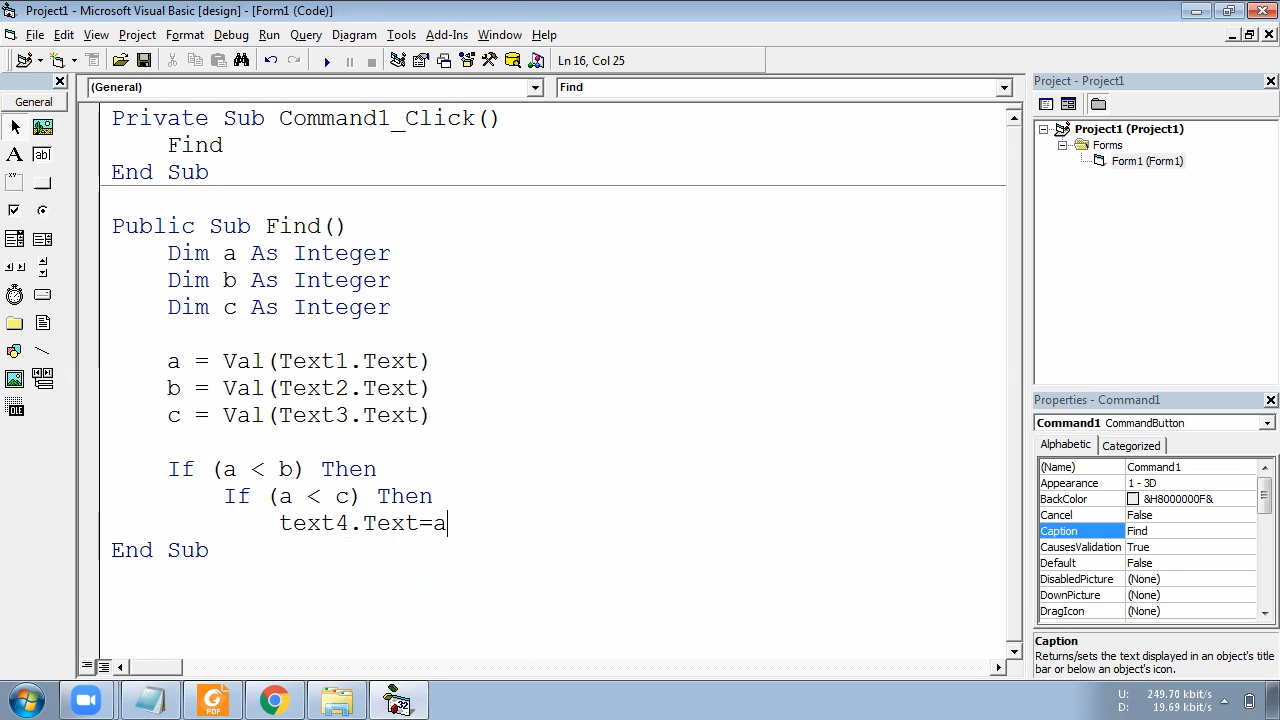 Project1 - Microsoft Visual Basic [design] - [Form1 (Code)]
File Edit View Project Format Debug Run Query Diagram Tools Add-Ins Window Help
Ln 16, Col 25
General
(General) Find
Private Sub Command1_Click()
    Find
End Sub
Public Sub Find()
    Dim a As Integer
    Dim b As Integer
    Dim c As Integer
    a = Val(Text1.Text)
    b = Val(Text2.Text)
    c = Val(Text3.Text)
    If (a < b) Then
        If (a < c) Then
            text4.Text=a
End Sub
A
ab|
OLE
Project - Project1
Project1 (Project1)
Forms
Form1 (Form1)
Properties - Command1
Command1 CommandButton
Alphabetic Categorized
(Name) Command1
Appearance 1 - 3D
BackColor &H8000000F&
Cancel False
Caption Find
CausesValidation True
Default False
DisabledPicture (None)
DownPicture (None)
DragIcon (None)
Caption
Returns/sets the text displayed in an object's title
bar or below an object's icon.
PDF
32
U: 249.70 kbit/s
D: 19.69 kbit/s